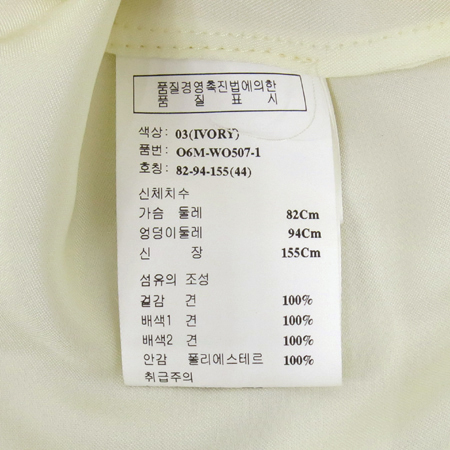 품질경영촉진법에의한
품 질 표 시
색상: 03(IVORY)
품번: O6M-WO507-1
호칭: 82-94-155(44)
신체치수
가슴 둘레 82Cm
엉덩이둘레 94Cm
신 장 155Cm
섬유의 조성
겉감 견 100%
배색1 견 100%
배색2 견 100%
안감 폴리에스테르 100%
취급주의